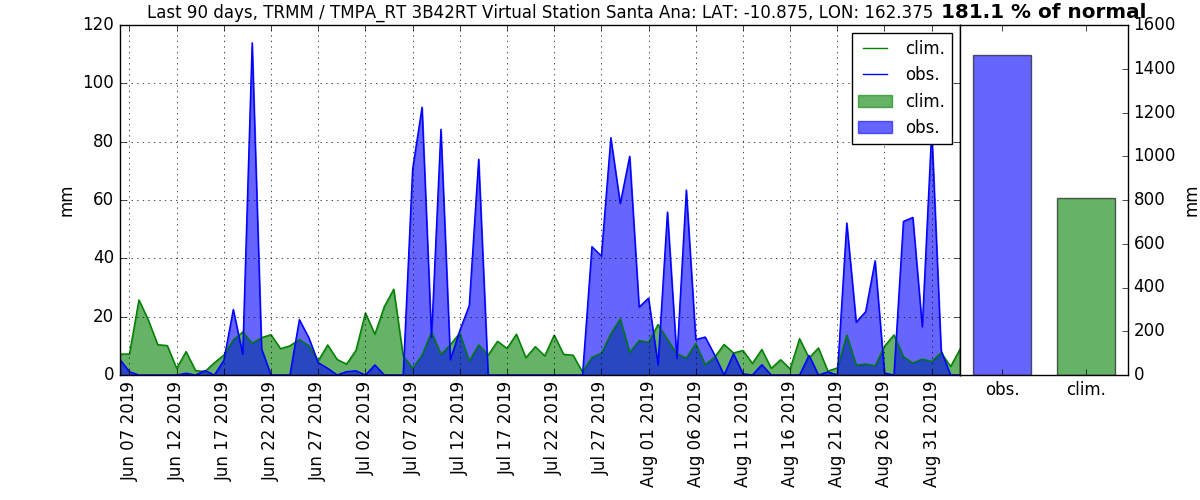 Last 90 days, TRMM / TMPA_RT 3B42RT Virtual Station Santa Ana: LAT: -10.875, LON: 162.375 181.1 % of normal
120
100
80
60
40
20
0
mm
clim.
obs.
clim.
obs.
1600
1400
1200
1000
800
600
400
200
0
mm
Jun 07 2019
Jun 12 2019
Jun 17 2019
Jun 22 2019
Jun 27 2019
Jul 02 2019
Jul 07 2019
Jul 12 2019
Jul 17 2019
Jul 22 2019
Jul 27 2019
Aug 01 2019
Aug 06 2019
Aug 11 2019
Aug 16 2019
Aug 21 2019
Aug 26 2019
Aug 31 2019
obs.
clim.